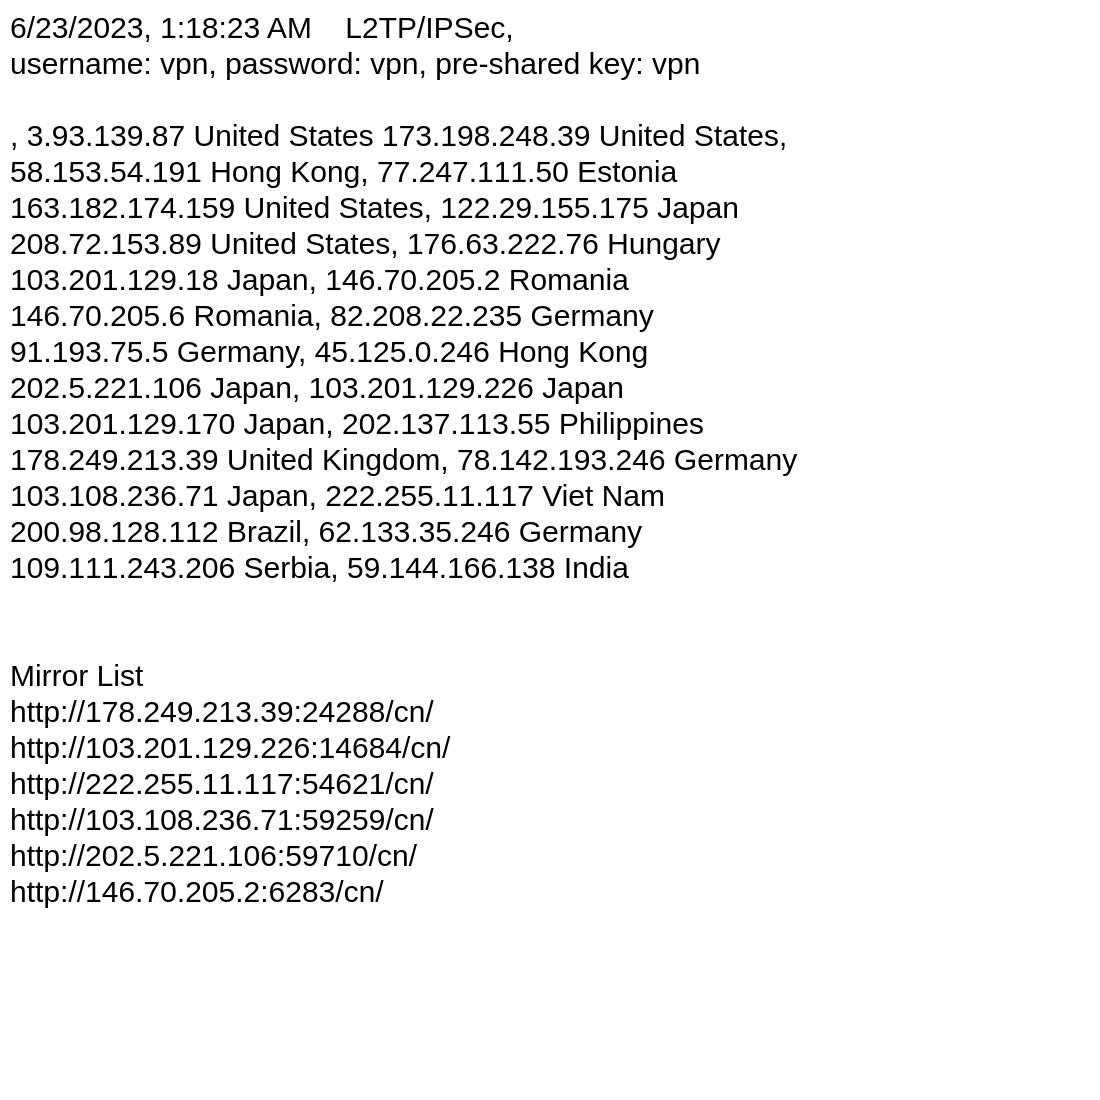 6/23/2023, 1:18:23 AM    L2TP/IPSec,
username: vpn, password: vpn, pre-shared key: vpn
, 3.93.139.87 United States 173.198.248.39 United States,
58.153.54.191 Hong Kong, 77.247.111.50 Estonia
163.182.174.159 United States, 122.29.155.175 Japan
208.72.153.89 United States, 176.63.222.76 Hungary
103.201.129.18 Japan, 146.70.205.2 Romania
146.70.205.6 Romania, 82.208.22.235 Germany
91.193.75.5 Germany, 45.125.0.246 Hong Kong
202.5.221.106 Japan, 103.201.129.226 Japan
103.201.129.170 Japan, 202.137.113.55 Philippines
178.249.213.39 United Kingdom, 78.142.193.246 Germany
103.108.236.71 Japan, 222.255.11.117 Viet Nam
200.98.128.112 Brazil, 62.133.35.246 Germany
109.111.243.206 Serbia, 59.144.166.138 India
Mirror List
http://178.249.213.39:24288/cn/
http://103.201.129.226:14684/cn/
http://222.255.11.117:54621/cn/
http://103.108.236.71:59259/cn/
http://202.5.221.106:59710/cn/
http://146.70.205.2:6283/cn/